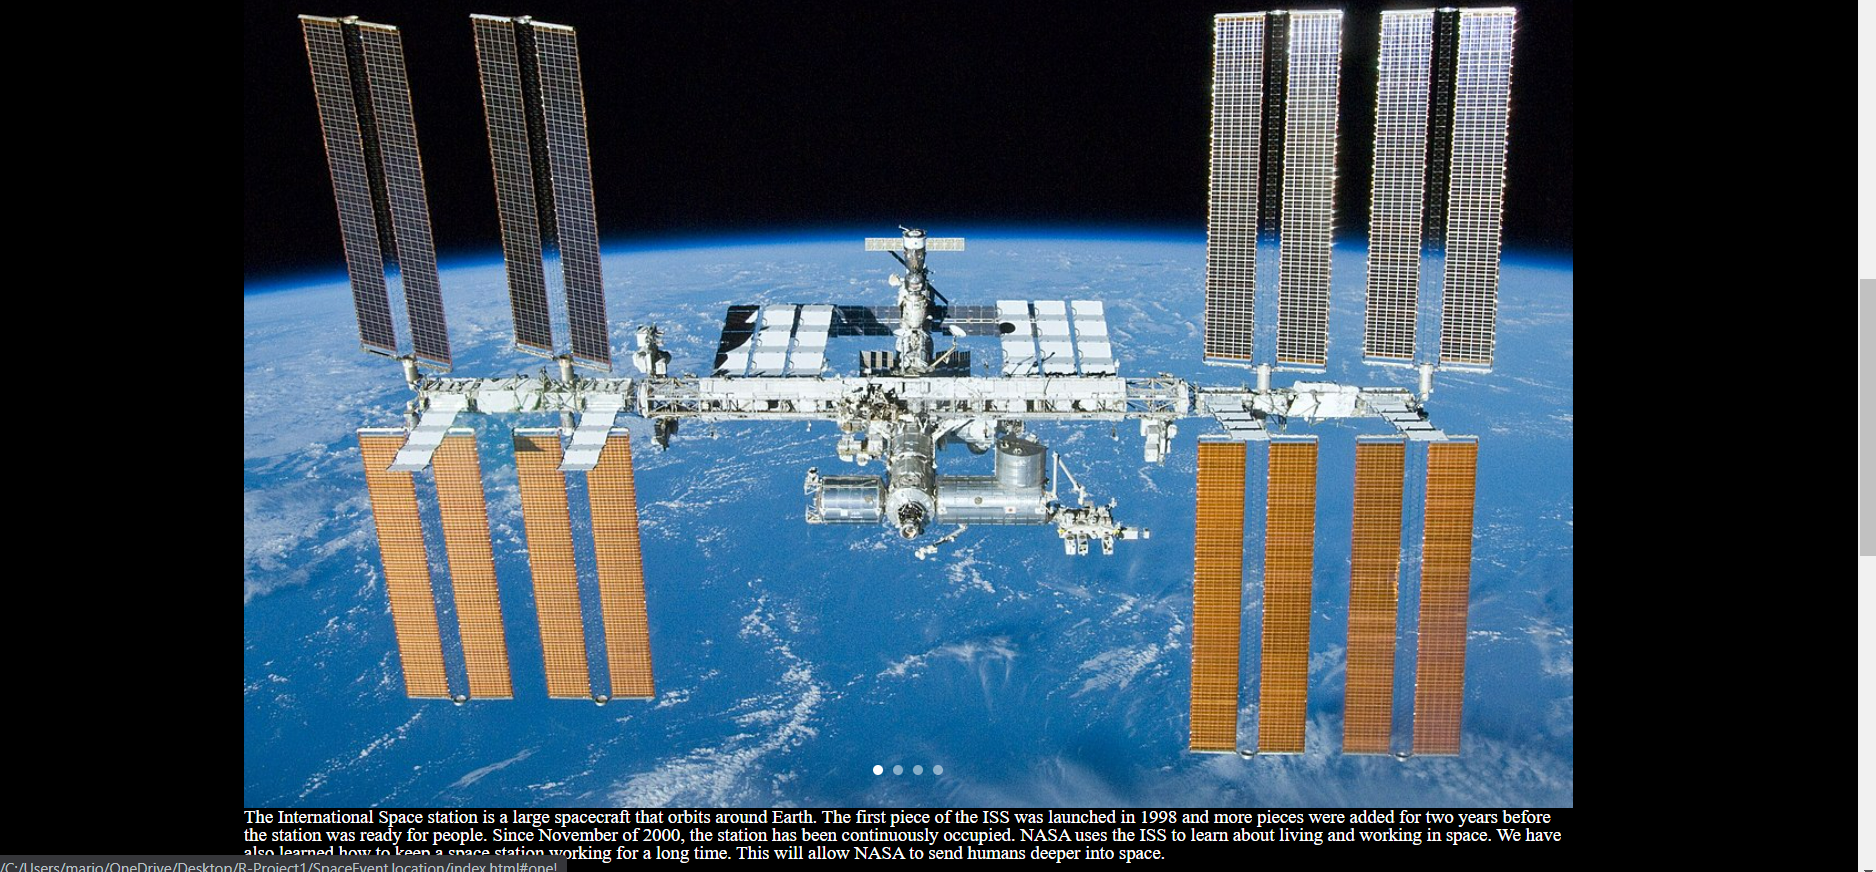 The International Space station is a large spacecraft that orbits around Earth. The first piece of the ISS was launched in 1998 and more pieces were added for two years before
the station was ready for people. Since November of 2000, the station has been continuously occupied. NASA uses the ISS to learn about living and working in space. We have
also learned how to keep a space station working for a long time. This will allow NASA to send humans deeper into space.
/C:/Users/mario/OneDrive/Desktop/R-Project1/SpaceEvent.location/index.html#one!